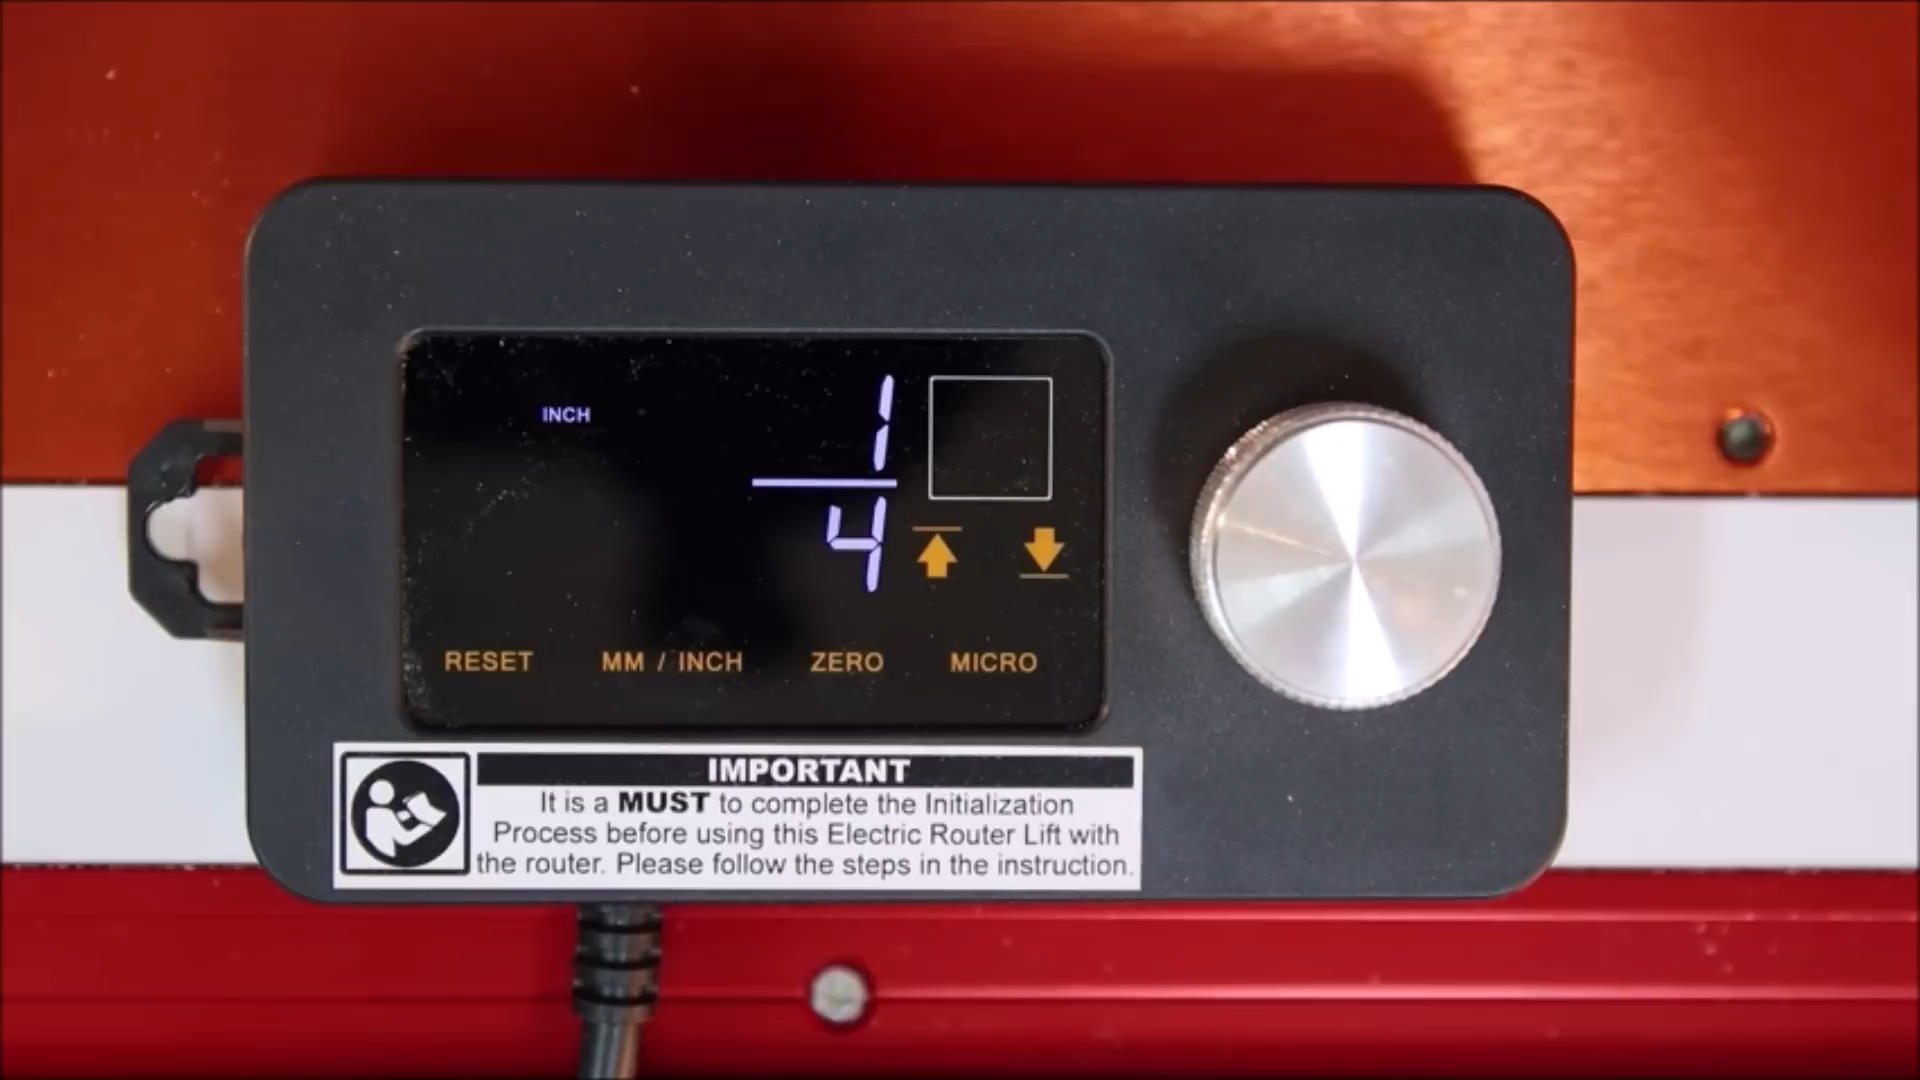 INCH
1
4
RESET MM / INCH ZERO MICRO
IMPORTANT
It is a MUST to complete the Initialization
Process before using this Electric Router Lift with
the router. Please follow the steps in the instruction.